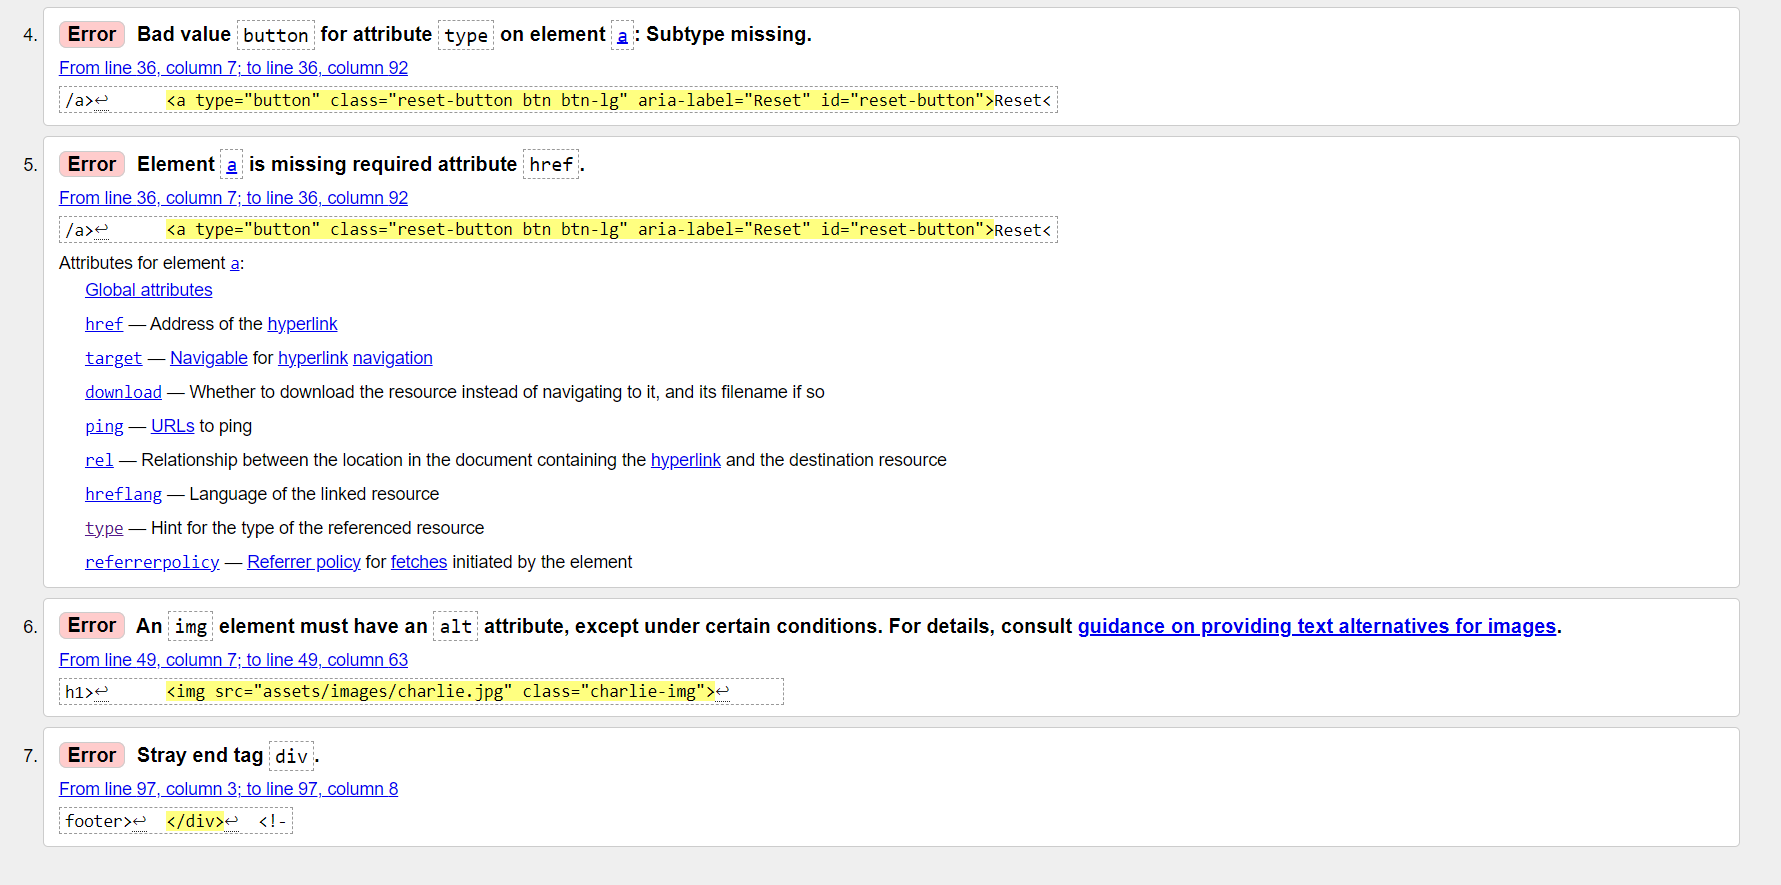 4. Error Bad value button for attribute type on element a: Subtype missing.
From line 36, column 7; to line 36, column 92
/a>↩ <a type="button" class="reset-button btn btn-lg" aria-label="Reset" id="reset-button">Reset<
5. Error Element a is missing required attribute href.
From line 36, column 7; to line 36, column 92
/a>↩ <a type="button" class="reset-button btn btn-lg" aria-label="Reset" id="reset-button">Reset<
Attributes for element a:
Global attributes
href — Address of the hyperlink
target — Navigable for hyperlink navigation
download — Whether to download the resource instead of navigating to it, and its filename if so
ping — URLs to ping
rel — Relationship between the location in the document containing the hyperlink and the destination resource
hreflang — Language of the linked resource
type — Hint for the type of the referenced resource
referrerpolicy — Referrer policy for fetches initiated by the element
6. Error An img element must have an alt attribute, except under certain conditions. For details, consult guidance on providing text alternatives for images.
From line 49, column 7; to line 49, column 63
h1>↩ <img src="assets/images/charlie.jpg" class="charlie-img">↩
7. Error Stray end tag div.
From line 97, column 3; to line 97, column 8
footer>↩ </div>↩ <!-